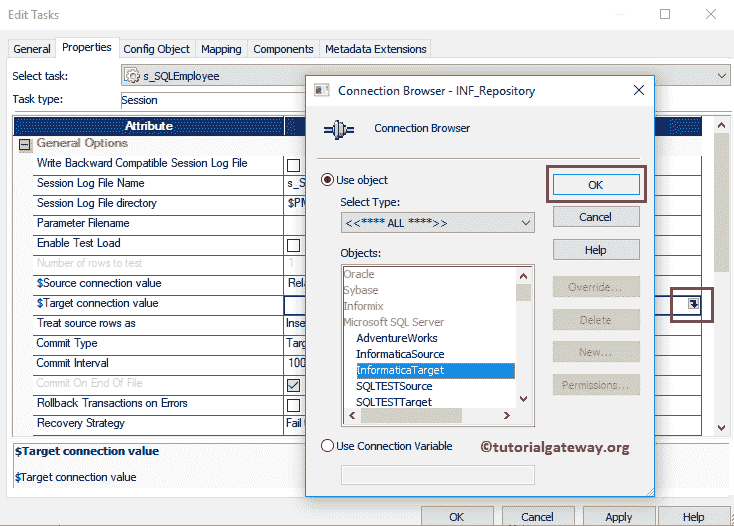 Edit Tasks
General Properties Config Object Mapping Components Metadata Extensions
Select task: s_SQLEmployee
Task type: Session
Attribute
General Options
Write Backward Compatible Session Log File
Session Log File Name s_S
Session Log File directory $PM
Parameter Filename
Enable Test Load
Number of rows to test 1
$Source connection value Rela
$Target connection value
Treat source rows as Inse
Commit Type Targ
Commit Interval 100
Commit On End Of File
Rollback Transactions on Errors
Recovery Strategy Fail t
$Target connection value
$Target connection value
OK Cancel Apply Help
Connection Browser - INF_Repository
Connection Browser
Use object
Select Type:
<<**** ALL ****>>
Objects:
Oracle
Sybase
Informix
Microsoft SQL Server
AdventureWorks
InformaticaSource
InformaticaTarget
SQLTESTSource
SQLTESTTarget
Use Connection Variable
OK
Cancel
Help
Override...
Delete
New...
Permissions...
©tutorialgateway.org